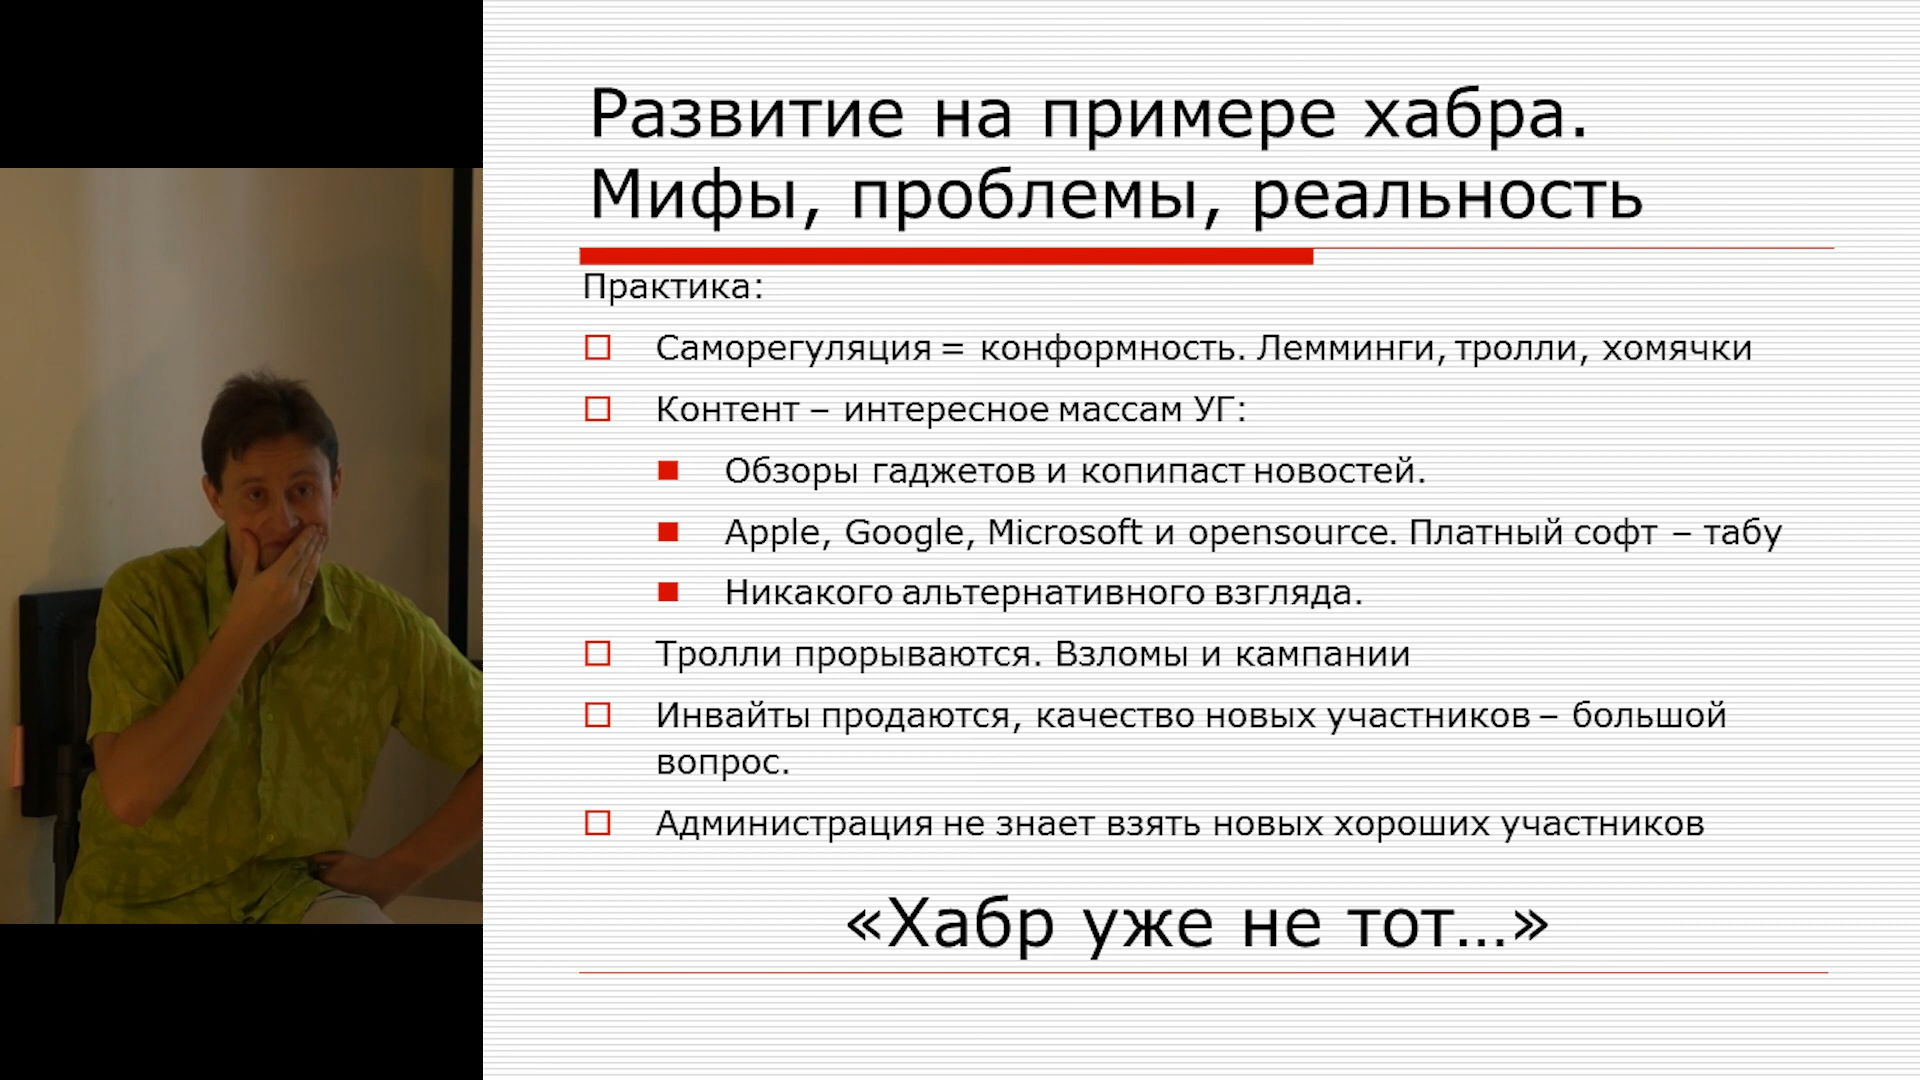 Развитие на примере хабра.
Мифы, проблемы, реальность
Практика:
Саморегуляция = конформность. Лемминги, тролли, хомячки
Контент – интересное массам УГ:
Обзоры гаджетов и копипаст новостей.
Apple, Google, Microsoft и opensource. Платный софт – табу
Никакого альтернативного взгляда.
Тролли прорываются. Взломы и кампании
Инвайты продаются, качество новых участников – большой
вопрос.
Администрация не знает взять новых хороших участников
«Хабр уже не тот…»